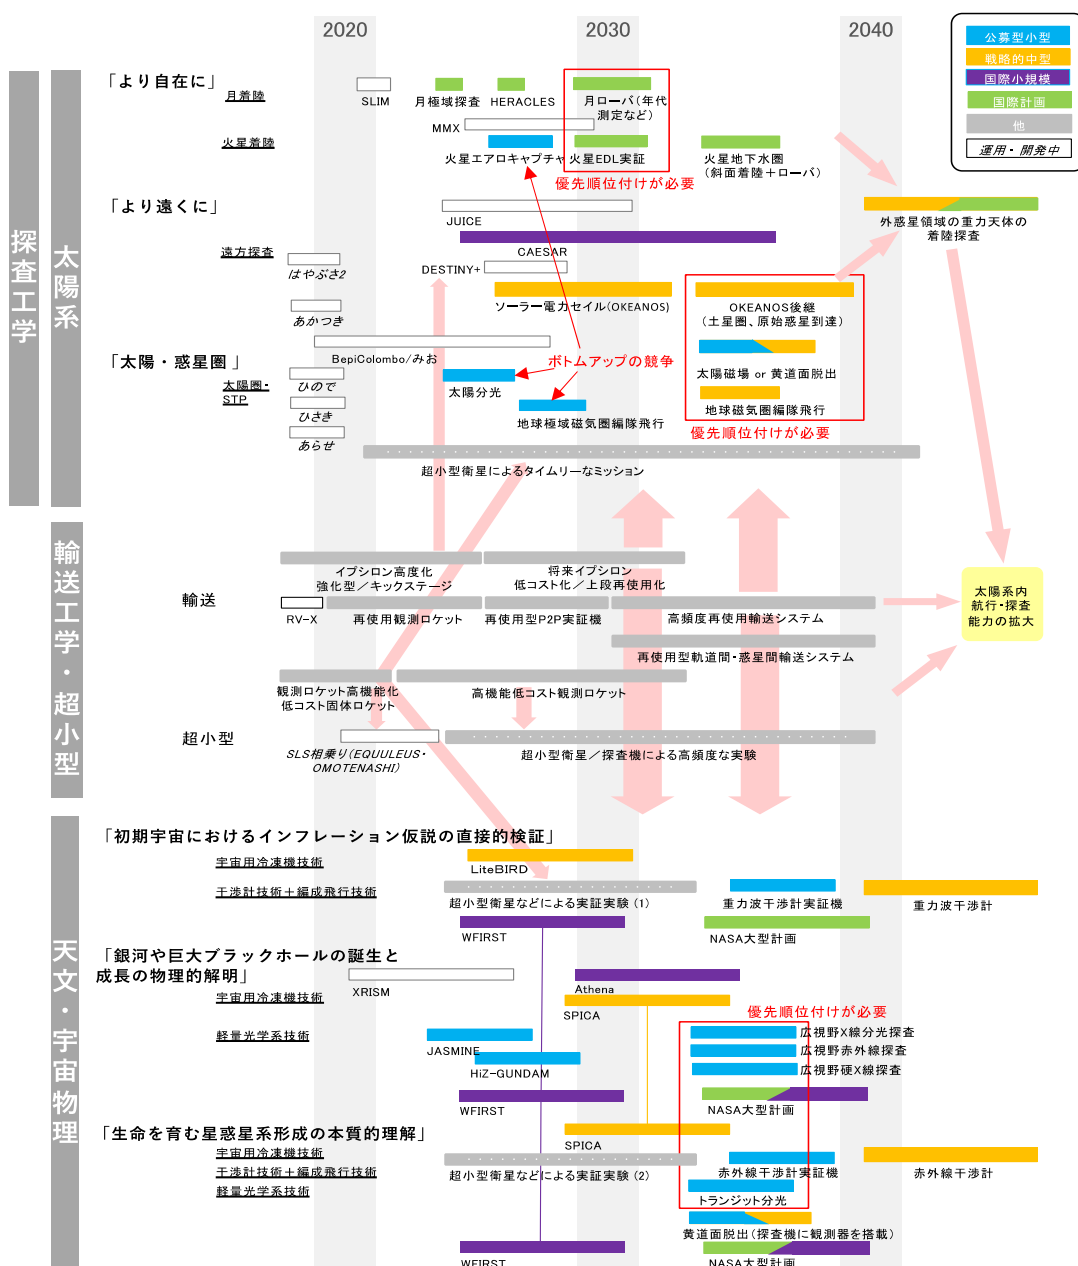 2020
2030
2040
公募型小型
戦略的中型
国際小規模
国際計画
他
運用・開発中
探査工学
太陽系
「より自在に」
月着陸
SLIM
月極域探査
HERACLES
月ローバ(年代
測定など)
MMX
火星着陸
火星エアロキャプチャ
火星EDL実証
火星地下水圏
(斜面着陸＋ローバ)
優先順位付けが必要
「より遠くに」
JUICE
外惑星領域の重力天体の
着陸探査
遠方探査
CAESAR
はやぶさ2
DESTINY+
ソーラー電力セイル(OKEANOS)
OKEANOS後継
(土星圏、原始惑星到達)
あかつき
BepiColombo/みお
ボトムアップの競争
「太陽・惑星圏 」
太陽磁場 or 黄道面脱出
ひので
太陽圏・
STP
太陽分光
ひさき
地球極域磁気圏編隊飛行
地球磁気圏編隊飛行
優先順位付けが必要
あらせ
超小型衛星によるタイムリーなミッション
輸送工学・超小型
イプシロン高度化
強化型／キックステージ
将来イプシロン
低コスト化／上段再使用化
輸送
RV-X
再使用観測ロケット
再使用型P2P実証機
高頻度再使用輸送システム
太陽系内
航行・探査
能力の拡大
再使用型軌道間・惑星間輸送システム
観測ロケット高機能化
低コスト固体ロケット
高機能低コスト観測ロケット
超小型
SLS相乗り(EQUULEUS・
OMOTENASHI)
超小型衛星／探査機による高頻度な実験
天文・宇宙物理
「初期宇宙におけるインフレーション仮説の直接的検証」
宇宙用冷凍機技術
LiteBIRD
干渉計技術＋編成飛行技術
超小型衛星などによる実証実験(1)
重力波干渉計実証機
重力波干渉計
WFIRST
NASA大型計画
「銀河や巨大ブラックホールの誕生と
成長の物理的解明」
XRISM
Athena
宇宙用冷凍機技術
SPICA
優先順位付けが必要
軽量光学系技術
JASMINE
広視野X線分光探査
広視野赤外線探査
HiZ-GUNDAM
広視野硬X線探査
WFIRST
NASA大型計画
「生命を育む星惑星系形成の本質的理解」
SPICA
宇宙用冷凍機技術
干渉計技術＋編成飛行技術
超小型衛星などによる実証実験(2)
赤外線干渉計実証機
赤外線干渉計
軽量光学系技術
トランジット分光
黄道面脱出(探査機に観測器を搭載)
WFIRST
NASA大型計画